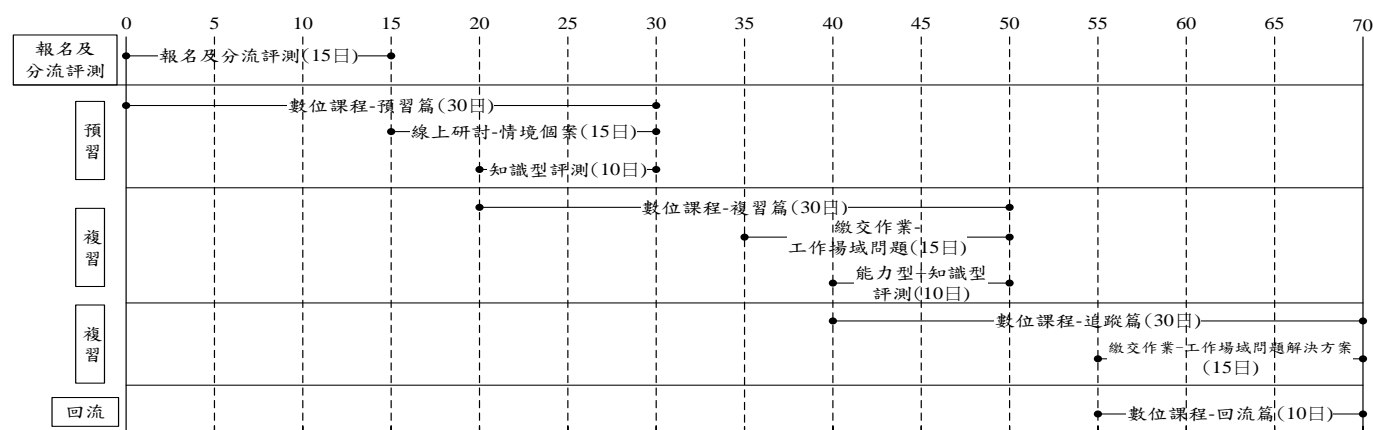 0 5 10 15 20 25 30 35 40 45 50 55 60 65 70
報名及
分流評測
報名及分流評測(15日)
預
習
數位課程-預習篇(30日)
線上研討-情境個案(15日)
知識型評測(10日)
複
習
數位課程-複習篇(30日)
繳交作業-
工作場域問題(15日)
能力型+知識型
評測(10日)
複
習
數位課程-追蹤篇(30日)
繳交作業-工作場域問題解決方案
(15日)
回流
數位課程-回流篇(10日)